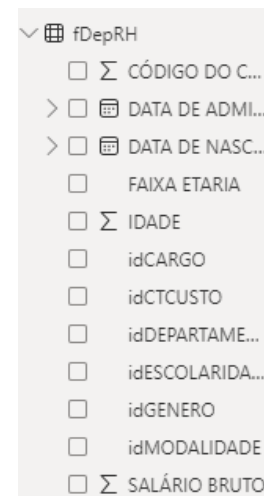 fDepRH
Σ CÓDIGO DO C...
DATA DE ADMI...
DATA DE NASC...
FAIXA ETARIA
Σ IDADE
idCARGO
idCTCUSTO
idDEPARTAME...
idESCOLARIDA...
idGENERO
idMODALIDADE
Σ SALÁRIO BRUTO